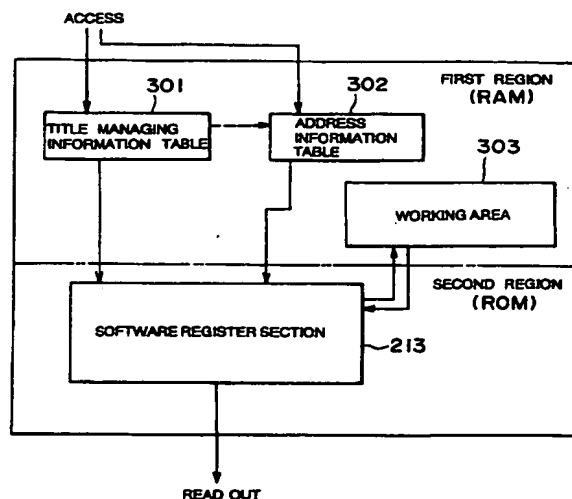 ACCESS
FIRST REGION
(RAM)
301
302
TITLE MANAGING
INFORMATION TABLE
ADDRESS
INFORMATION
TABLE
303
WORKING AREA
SECOND REGION
(ROM)
SOFTWARE REGISTER SECTION
213
READ OUT